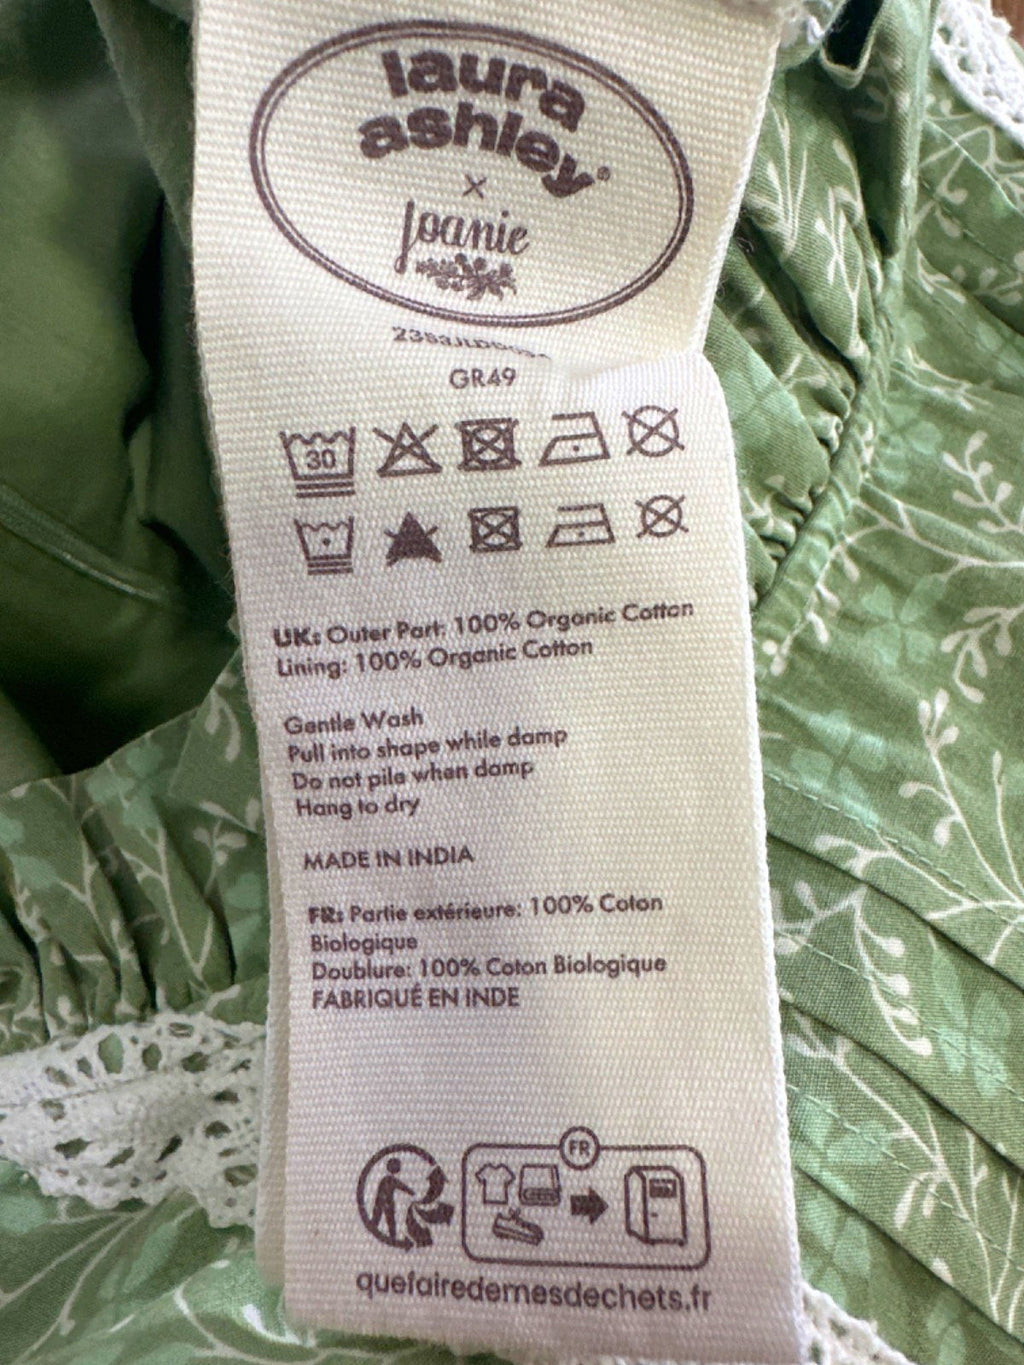 laura
ashley®
×
Joanie
GR49
30
UK: Outer Part: 100% Organic Cotton
Lining: 100% Organic Cotton
Gentle Wash
Pull into shape while damp
Do not pile when damp
Hang to dry
MADE IN INDIA
FR: Partie extérieure: 100% Coton
Biologique
Doublure: 100% Coton Biologique
FABRIQUÉ EN INDE
FR
quefairedemesdechets.fr